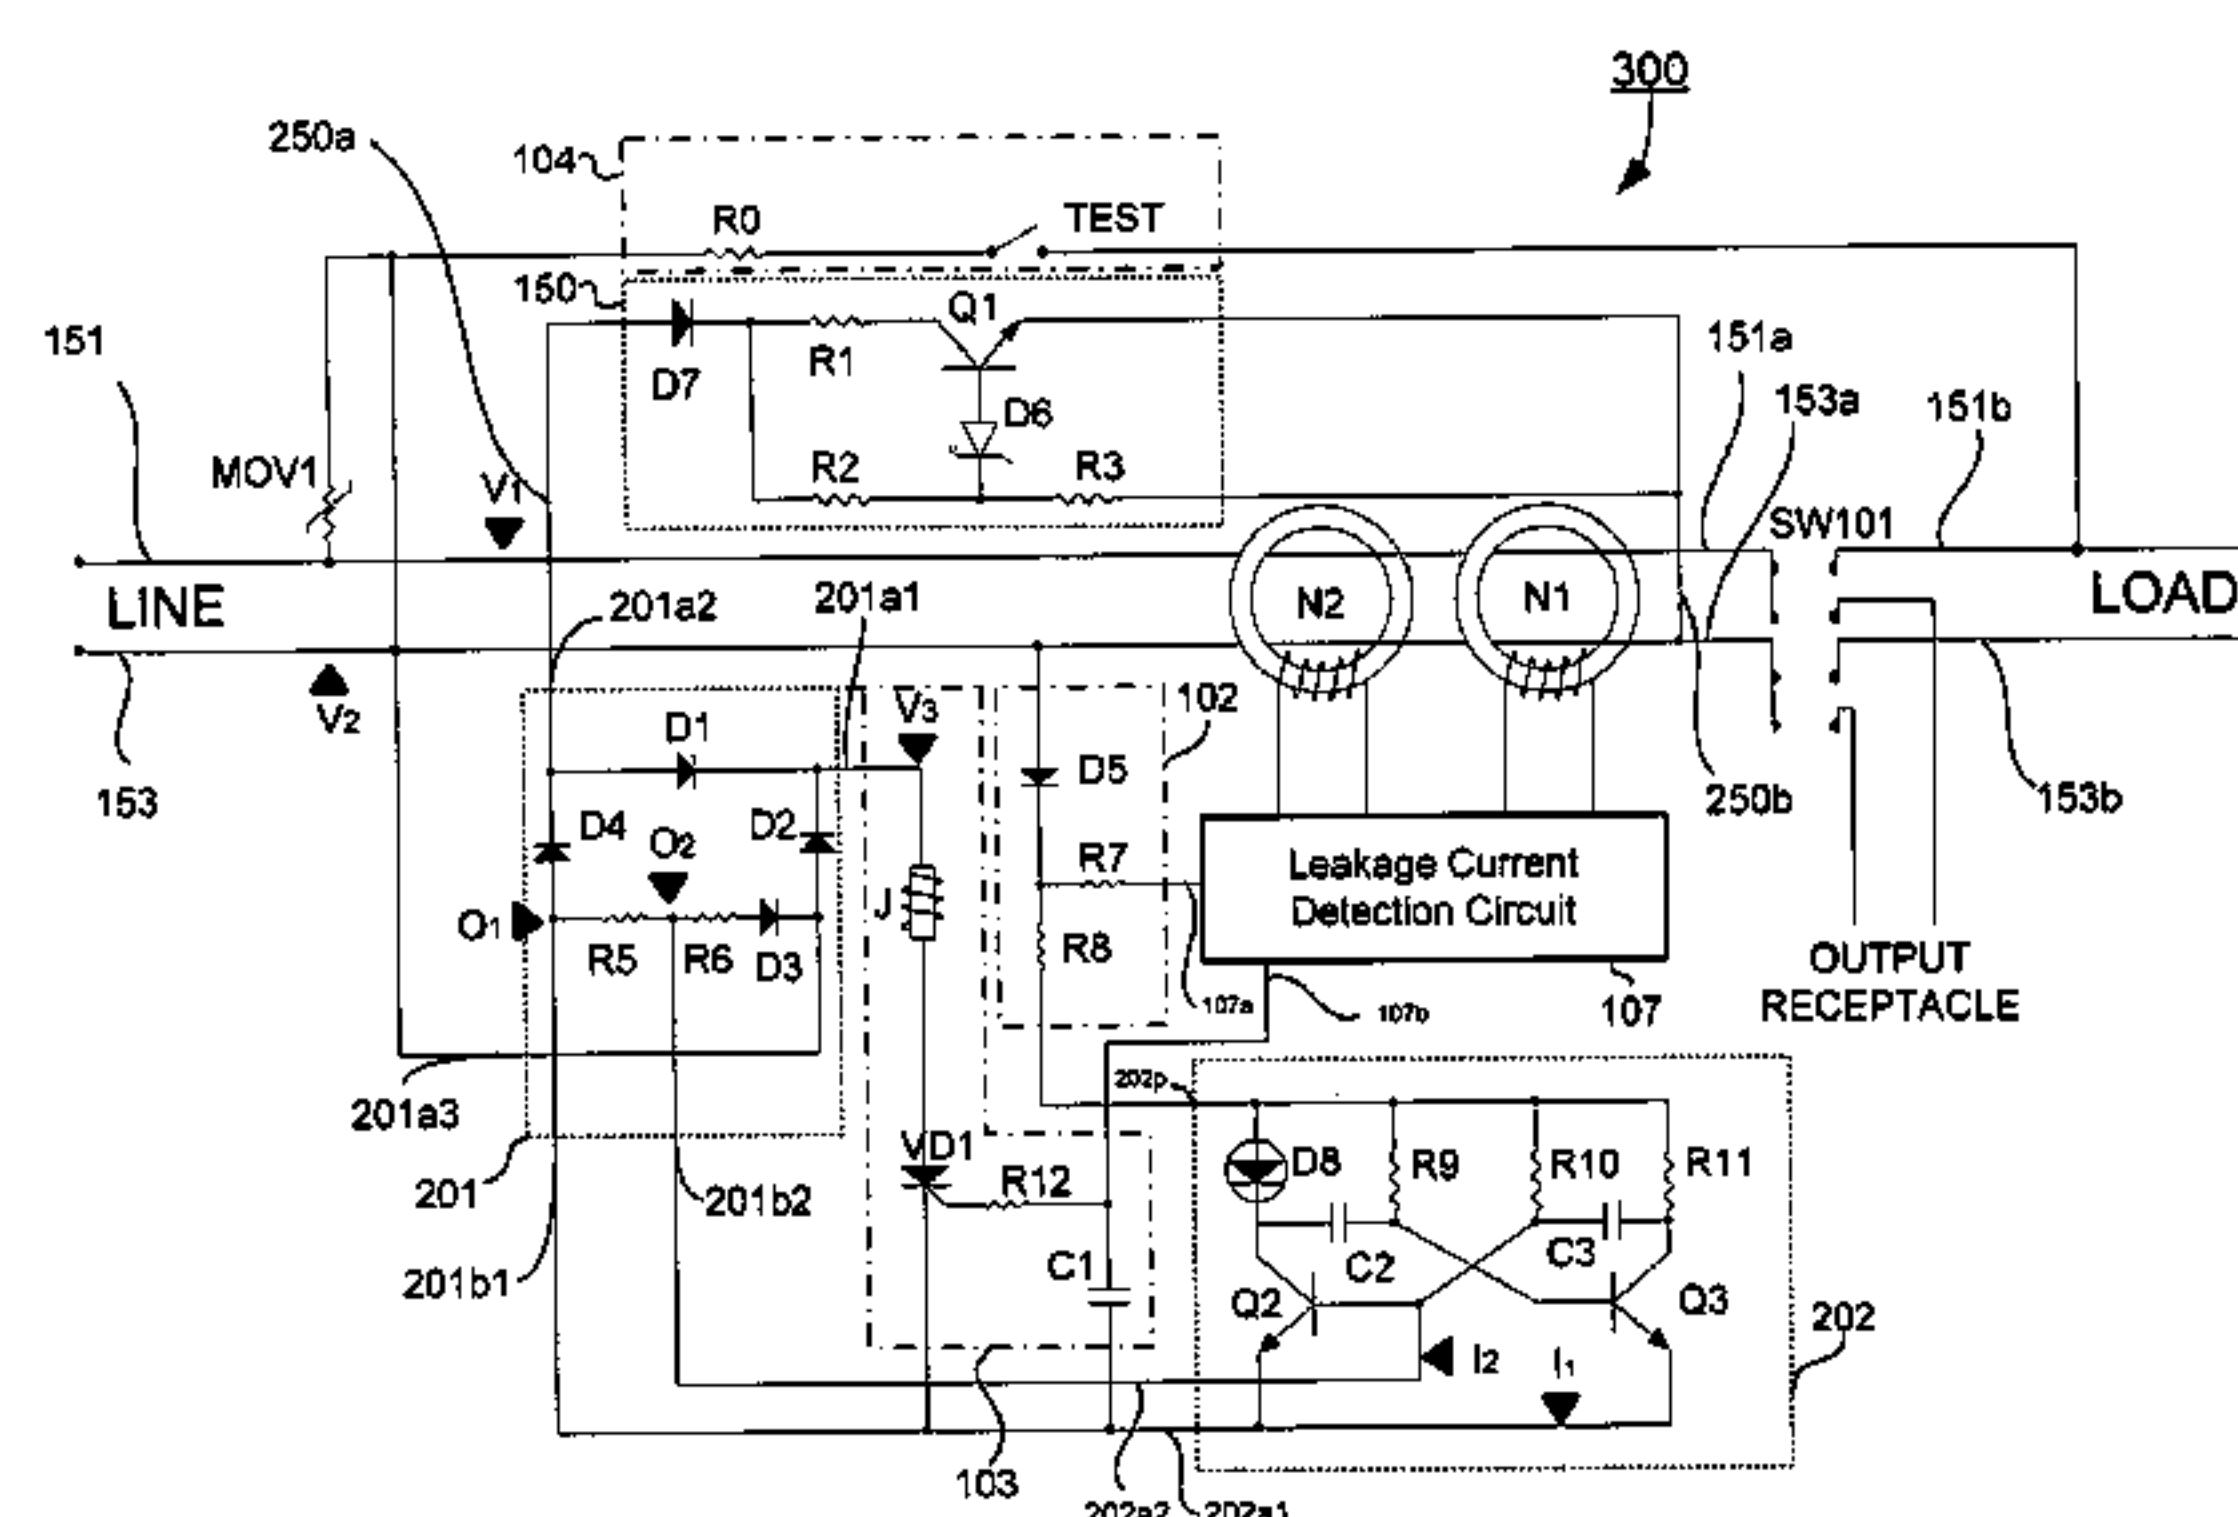 300
250a
104
R0
TEST
150
Q1
151
D7
R1
151a
153a
151b
D6
MOV1
V1
R2
R3
SW101
LINE
201a2
201a1
N2
N1
LOAD
V2
V3
102
D1
D5
250b
153b
153
D4
O2
D2
R7
Leakage Current
Detection Circuit
J
O1
R5
R6
D3
R8
OUTPUT
RECEPTACLE
107a
107b
107
202p
201a3
VD1
D8
R9
R10
R11
201
201b2
R12
201b1
C1
C2
C3
Q2
Q3
202
I2
I1
103
202a2
202a1